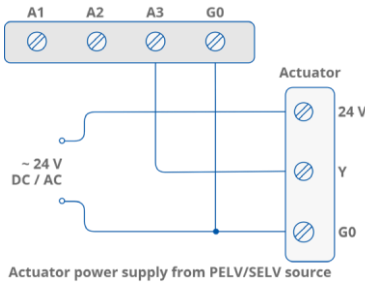 A1 A2 A3 G0
Actuator
24 V
~ 24 V
DC / AC
Y
G0
Actuator power supply from PELV/SELV source